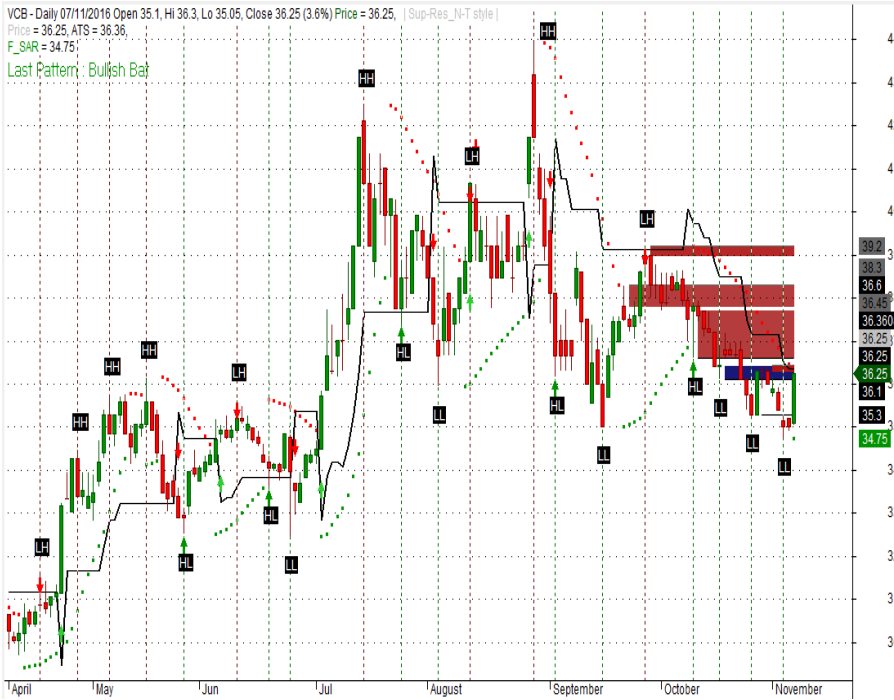 VCB - Daily 07/11/2016 Open 35.1, Hi 36.3, Lo 35.05, Close 36.25 (3.6%) Price = 36.25, | Sup-Res_N-T style |
Price = 36.25, ATS = 36.36,
F_SAR = 34.75
Last Pattern : Bullish Bat
HH
HH
LH
LH
LH
HH
HH
LH
HH
39.2
38.3
36.6
36.45
36.360
36.25
36.25
36.25
36.1
35.3
34.75
HL
HL
LL
HL
LL
LL
HL
LH
HL
LL
HL
LL
April
May
Jun
Jul
August
September
October
November